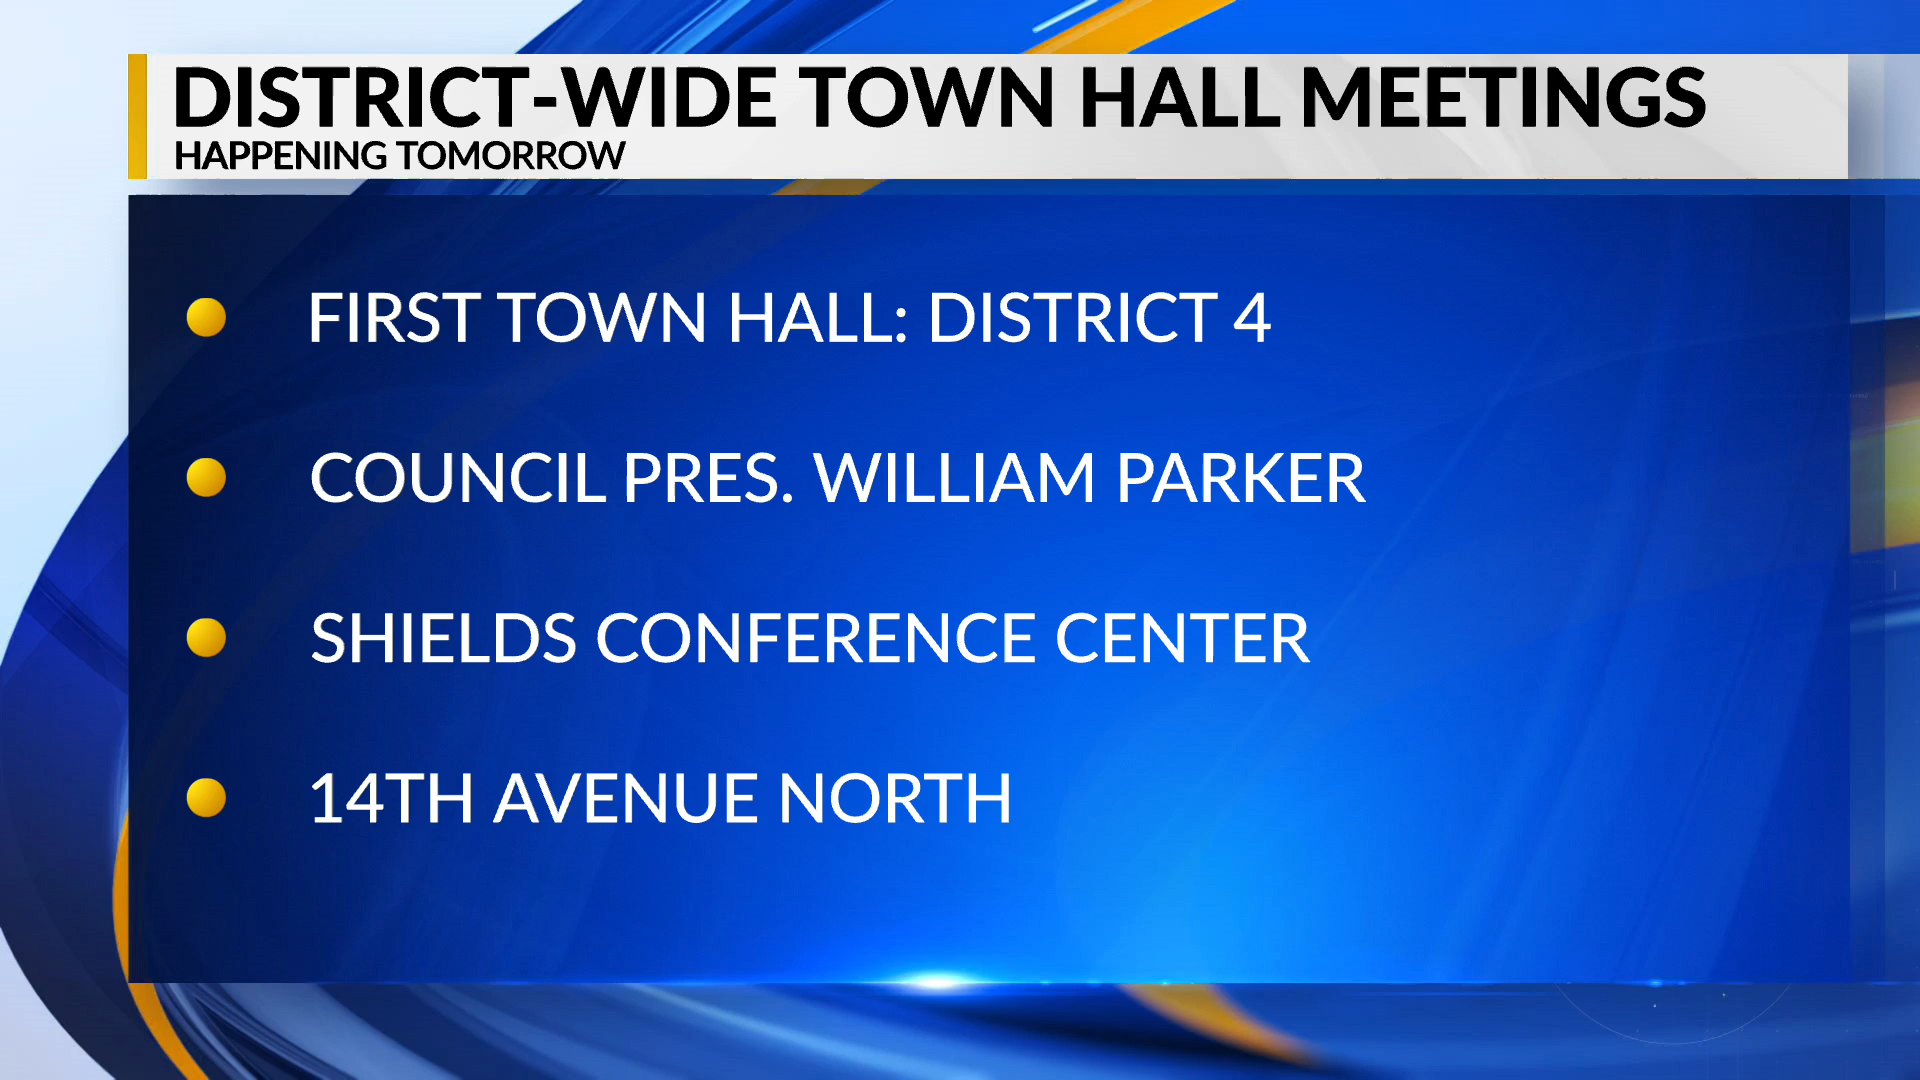 DISTRICT-WIDE TOWN HALL MEETINGS
HAPPENING TOMORROW
FIRST TOWN HALL: DISTRICT 4
COUNCIL PRES. WILLIAM PARKER
SHIELDS CONFERENCE CENTER
14TH AVENUE NORTH